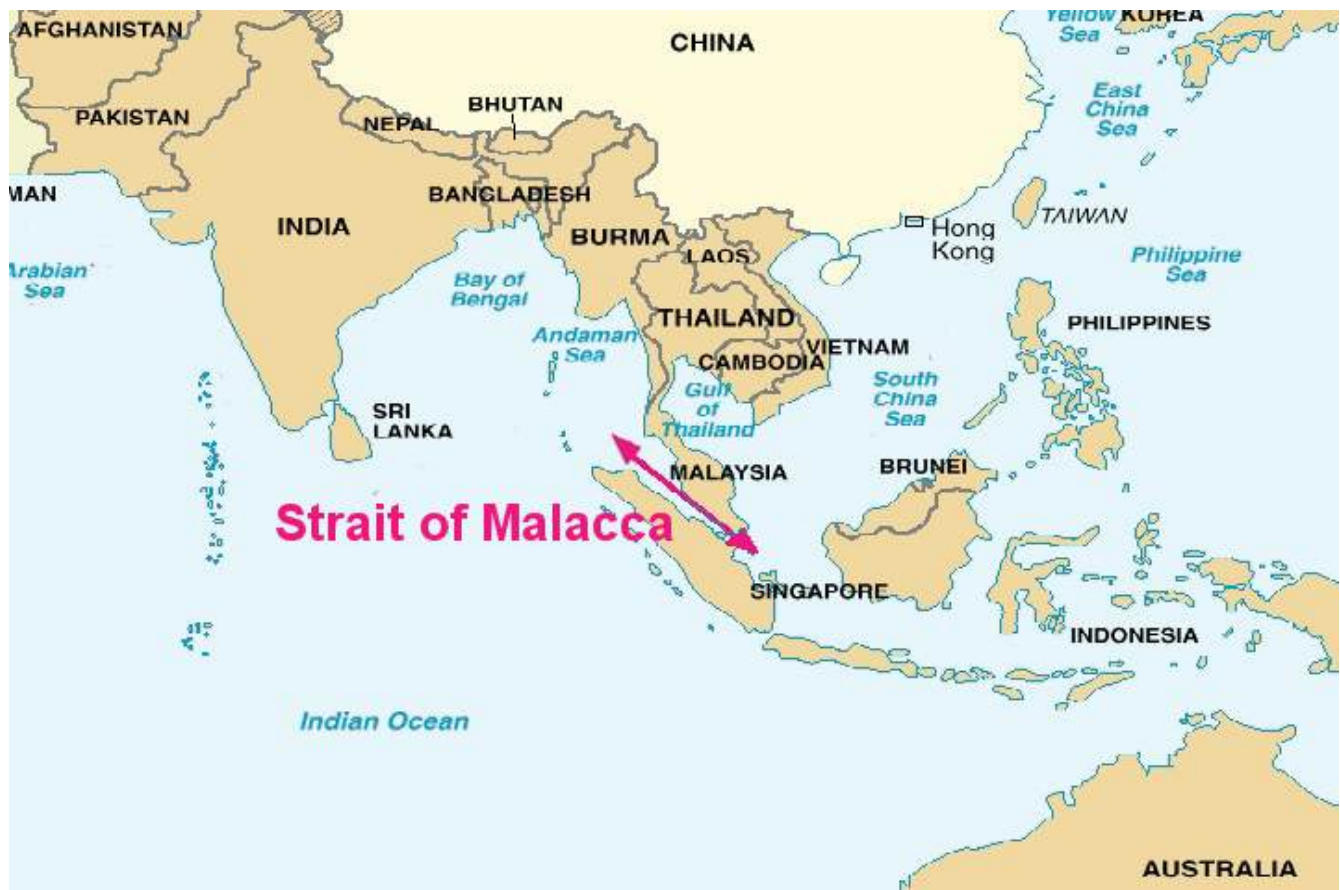 AFGHANISTAN
CHINA
Yellow
Sea
KOREA
East
China
Sea
PAKISTAN
NEPAL
BHUTAN
MAN
INDIA
BANGLADESH
BURMA
LAOS
Hong
Kong
TAIWAN
Arabian
Sea
Bay of
Bengal
Philippine
Sea
Andaman
Sea
THAILAND
VIETNAM
CAMBODIA
PHILIPPINES
SRI
LANKA
Gulf
of
Thailand
South
China
Sea
MALAYSIA
BRUNEI
Strait of Malacca
SINGAPORE
INDONESIA
Indian Ocean
AUSTRALIA